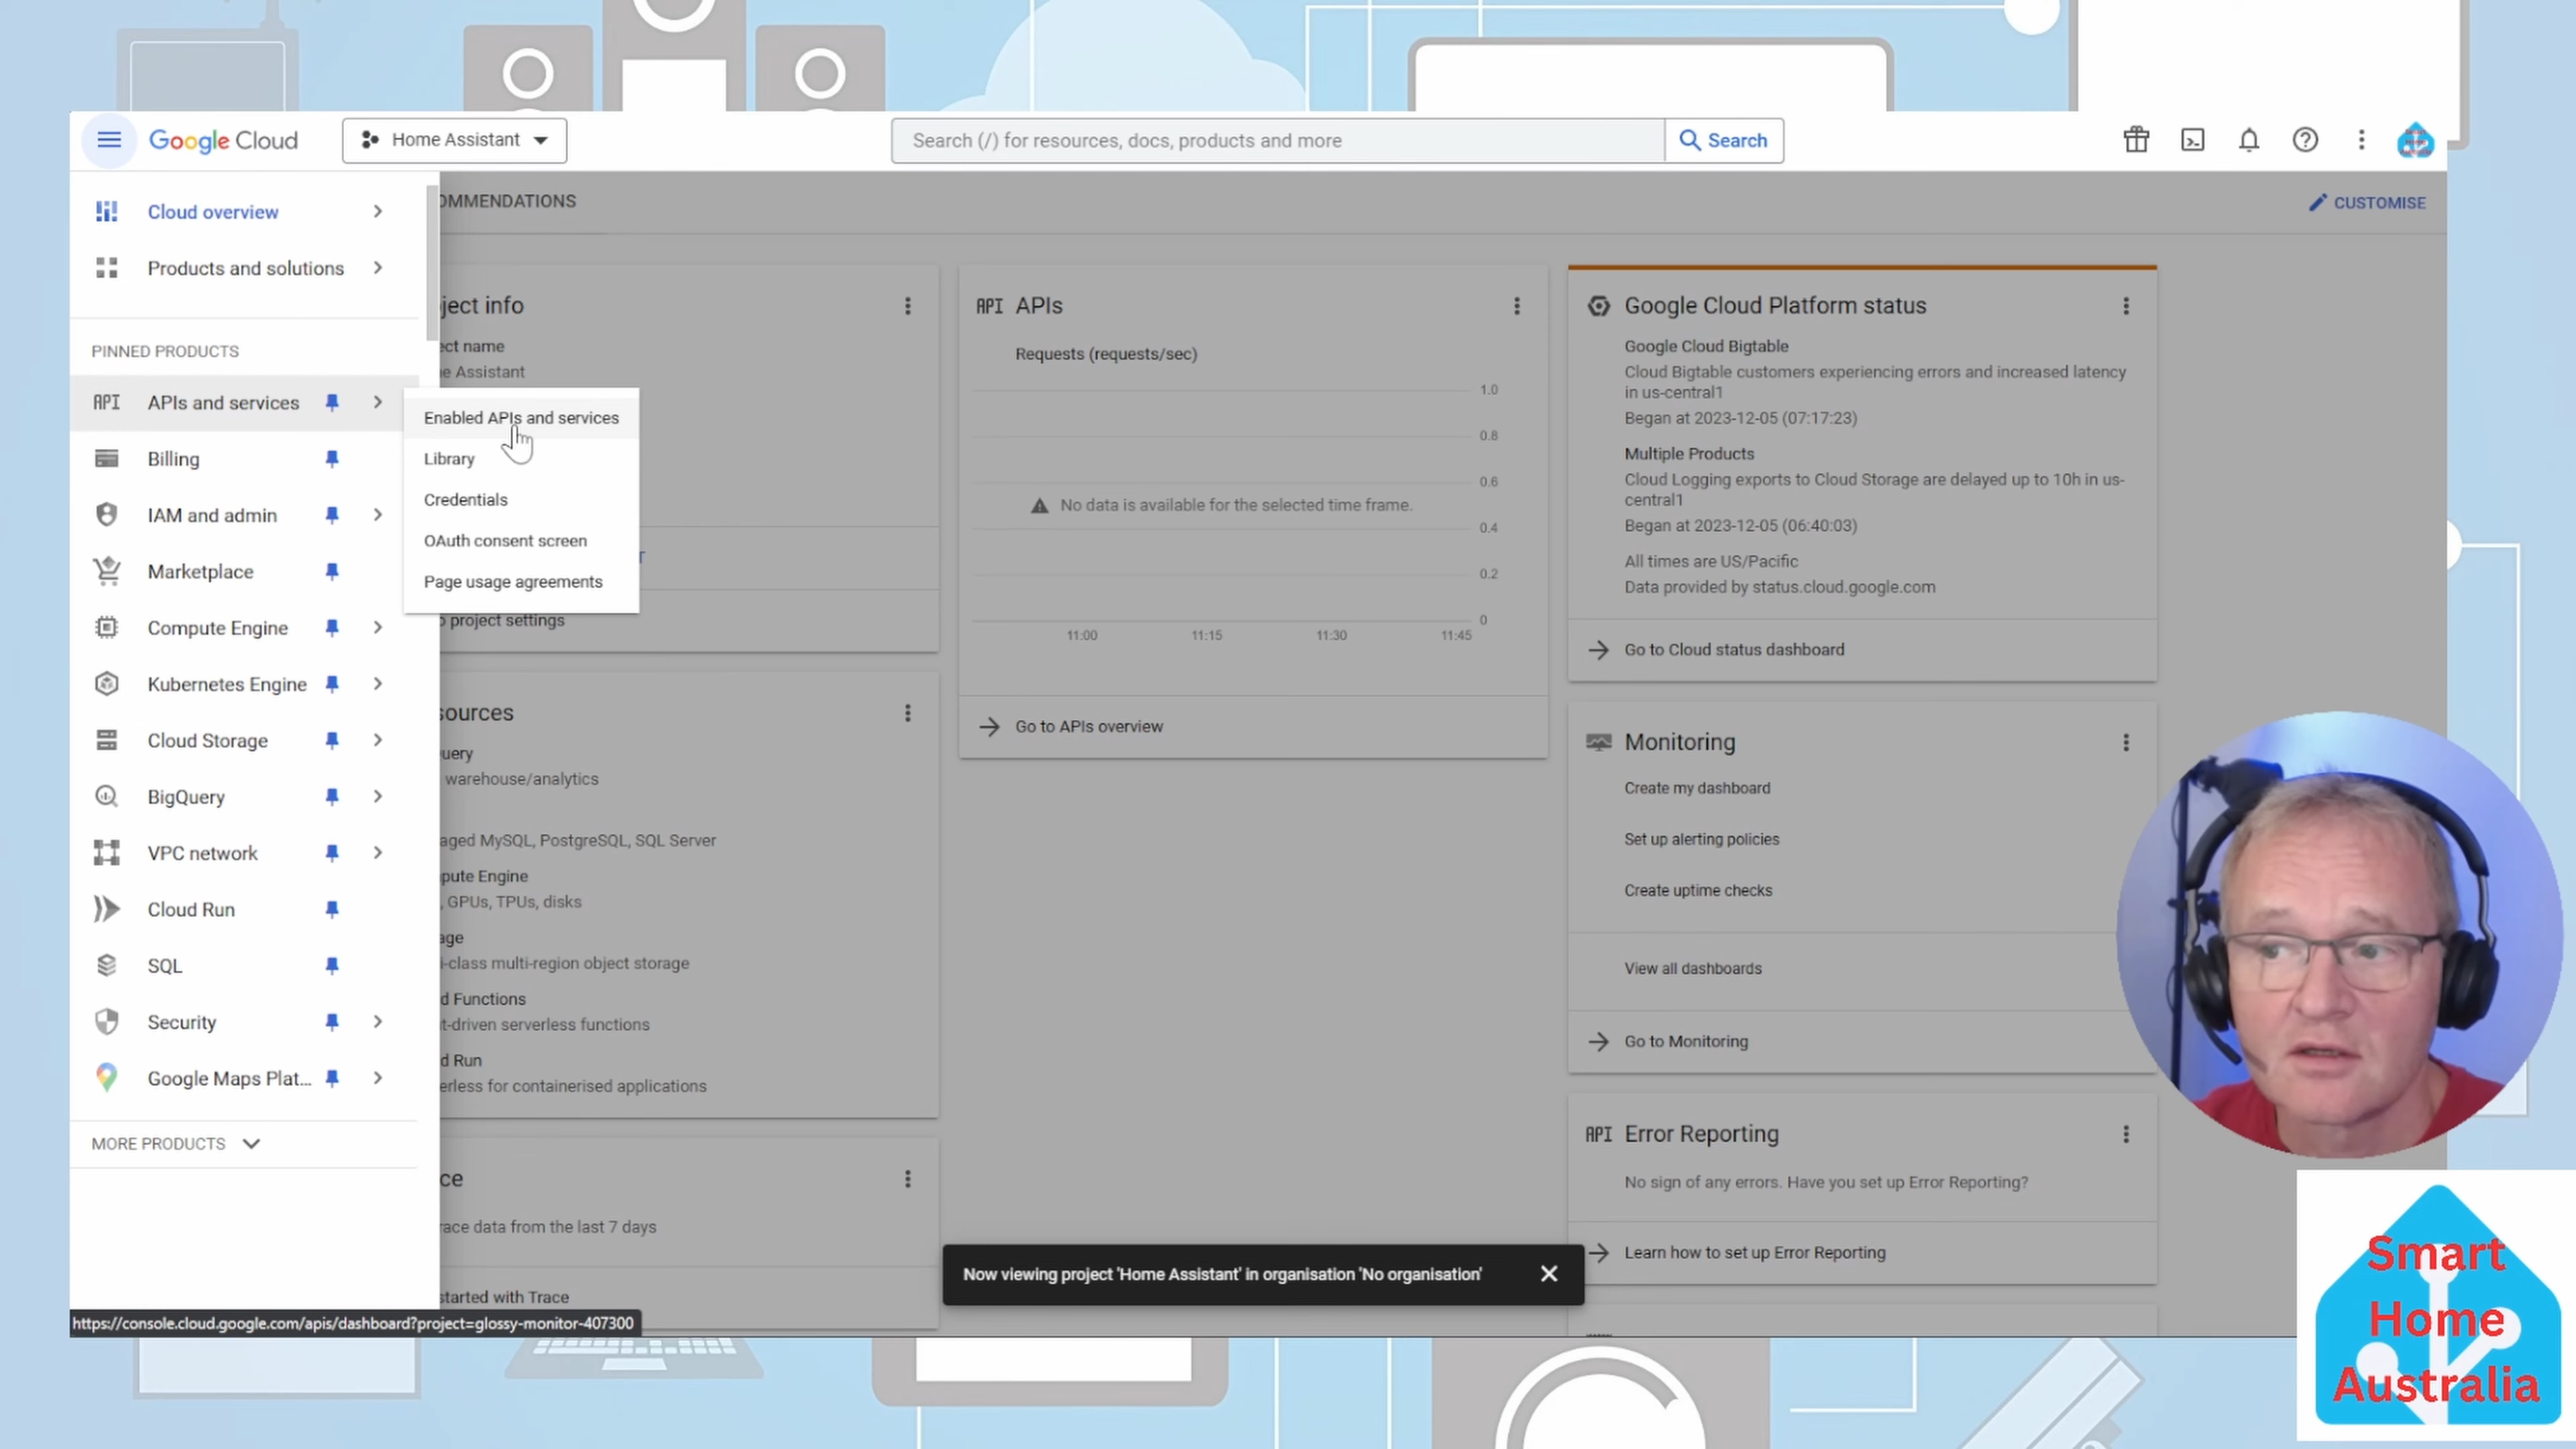 Google Cloud
Home Assistant
Search (/) for resources, docs, products and more
Search
Cloud overview
Products and solutions
PINNED PRODUCTS
API APIs and services
Billing
IAM and admin
Marketplace
Compute Engine
Kubernetes Engine
Cloud Storage
BigQuery
VPC network
Cloud Run
SQL
Security
Google Maps Plat...
MORE PRODUCTS
Enabled APIs and services
Library
Credentials
OAuth consent screen
Page usage agreements
OMMENDATIONS
CUSTOMISE
ject info
ect name
e Assistant
T
o project settings
sources
uery
warehouse/analytics
aged MySQL, PostgreSQL, SQL Server
pute Engine
, GPUs, TPUs, disks
age
i-class multi-region object storage
d Functions
t-driven serverless functions
d Run
erless for containerised applications
ce
race data from the last 7 days
started with Trace
API APIs
Requests (requests/sec)
1.0
0.8
0.6
No data is available for the selected time frame.
0.4
0.2
0
11:00 11:15 11:30 11:45
Go to APIs overview
Google Cloud Platform status
Google Cloud Bigtable
Cloud Bigtable customers experiencing errors and increased latency
in us-central1
Began at 2023-12-05 (07:17:23)
Multiple Products
Cloud Logging exports to Cloud Storage are delayed up to 10h in us-
central1
Began at 2023-12-05 (06:40:03)
All times are US/Pacific
Data provided by status.cloud.google.com
Go to Cloud status dashboard
Monitoring
Create my dashboard
Set up alerting policies
Create uptime checks
View all dashboards
Go to Monitoring
API Error Reporting
No sign of any errors. Have you set up Error Reporting?
Learn how to set up Error Reporting
Now viewing project 'Home Assistant' in organisation 'No organisation'
https://console.cloud.google.com/apis/dashboard?project=glossy-monitor-407300
Smart
Home
Australia